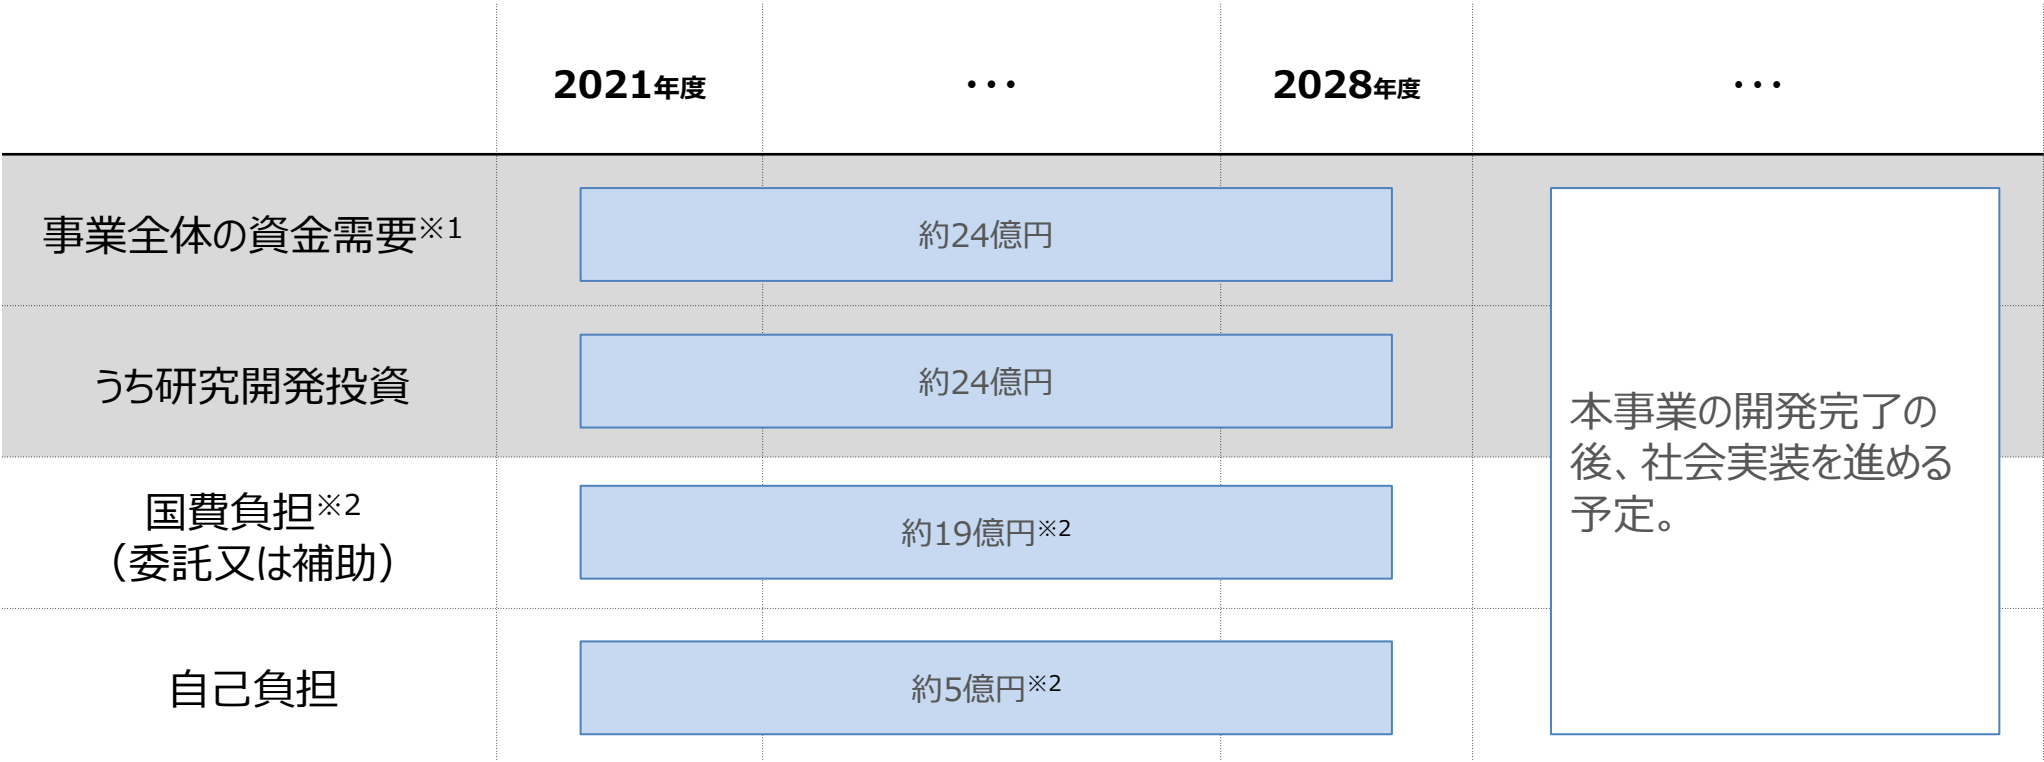 2021年度 ・・・ 2028年度 ・・・
事業全体の資金需要※1 約24億円
うち研究開発投資 約24億円
本事業の開発完了の
後、社会実装を進める
予定。
国費負担※2
（委託又は補助） 約19億円※2
自己負担 約5億円※2